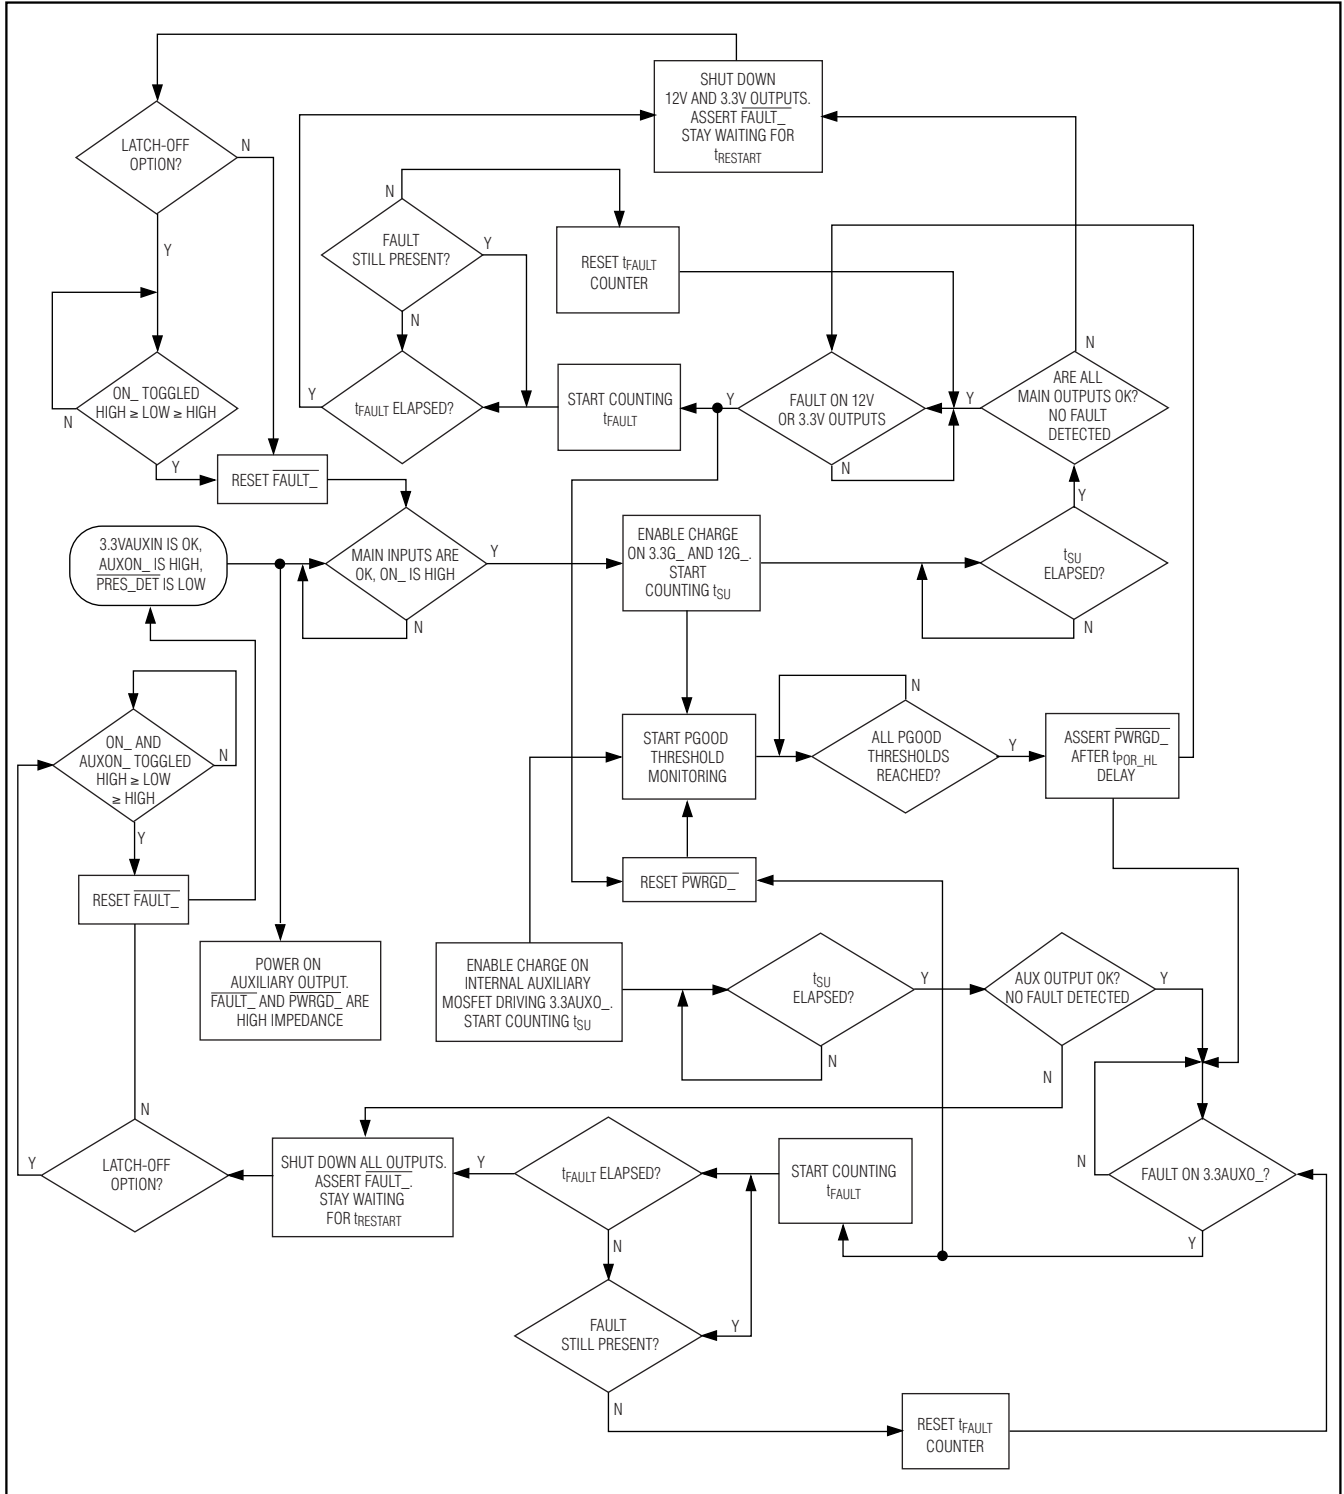 SHUT DOWN
12V AND 3.3V OUTPUTS.
ASSERT FAULT_
STAY WAITING FOR
tRESTART
LATCH-OFF
OPTION?
N
Y
N
FAULT
STILL PRESENT?
Y
N
RESET tFAULT
COUNTER
ON_ TOGGLED
HIGH ≥ LOW ≥ HIGH
N
Y
tFAULT ELAPSED?
Y
START COUNTING
tFAULT
Y
FAULT ON 12V
OR 3.3V OUTPUTS
N
Y
ARE ALL
MAIN OUTPUTS OK?
NO FAULT
DETECTED
N
Y
RESET FAULT_
3.3VAUXIN IS OK,
AUXON_ IS HIGH,
PRES_DET IS LOW
MAIN INPUTS ARE
OK, ON_ IS HIGH
Y
N
ENABLE CHARGE
ON 3.3G_ AND 12G_.
START
COUNTING tSU
tSU
ELAPSED?
N
ON_ AND
AUXON_ TOGGLED
HIGH ≥ LOW
≥ HIGH
N
Y
START PGOOD
THRESHOLD
MONITORING
N
ALL PGOOD
THRESHOLDS
REACHED?
Y
ASSERT PWRGD_
AFTER tPOR_HL
DELAY
RESET FAULT_
RESET PWRGD_
POWER ON
AUXILIARY OUTPUT.
FAULT_ AND PWRGD_ ARE
HIGH IMPEDANCE
ENABLE CHARGE ON
INTERNAL AUXILIARY
MOSFET DRIVING 3.3AUXO_.
START COUNTING tSU
tSU
ELAPSED?
Y
N
AUX OUTPUT OK?
NO FAULT DETECTED
Y
N
N
LATCH-OFF
OPTION?
Y
SHUT DOWN ALL OUTPUTS.
ASSERT FAULT_.
STAY WAITING
FOR tRESTART
Y
tFAULT ELAPSED?
N
START COUNTING
tFAULT
N
FAULT ON 3.3AUXO_?
Y
FAULT
STILL PRESENT?
Y
N
RESET tFAULT
COUNTER